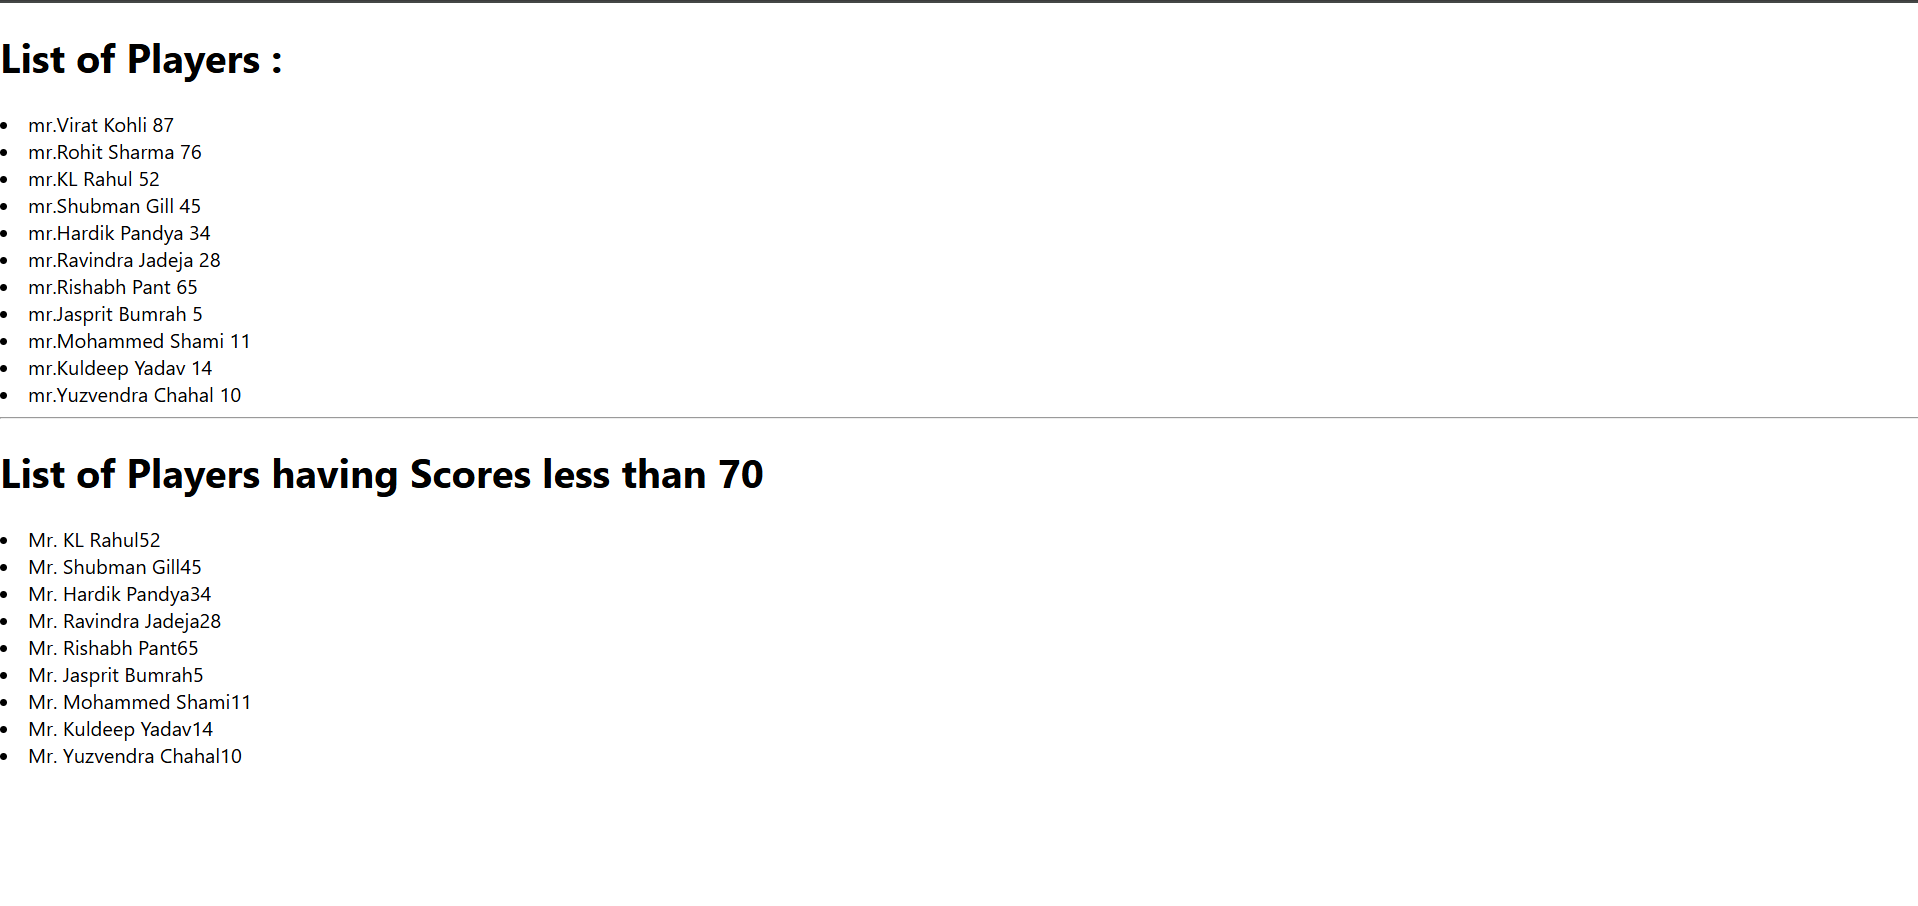 List of Players :
mr.Virat Kohli 87
mr.Rohit Sharma 76
mr.KL Rahul 52
mr.Shubman Gill 45
mr.Hardik Pandya 34
mr.Ravindra Jadeja 28
mr.Rishabh Pant 65
mr.Jasprit Bumrah 5
mr.Mohammed Shami 11
mr.Kuldeep Yadav 14
mr.Yuzvendra Chahal 10
List of Players having Scores less than 70
Mr. KL Rahul52
Mr. Shubman Gill45
Mr. Hardik Pandya34
Mr. Ravindra Jadeja28
Mr. Rishabh Pant65
Mr. Jasprit Bumrah5
Mr. Mohammed Shami11
Mr. Kuldeep Yadav14
Mr. Yuzvendra Chahal10